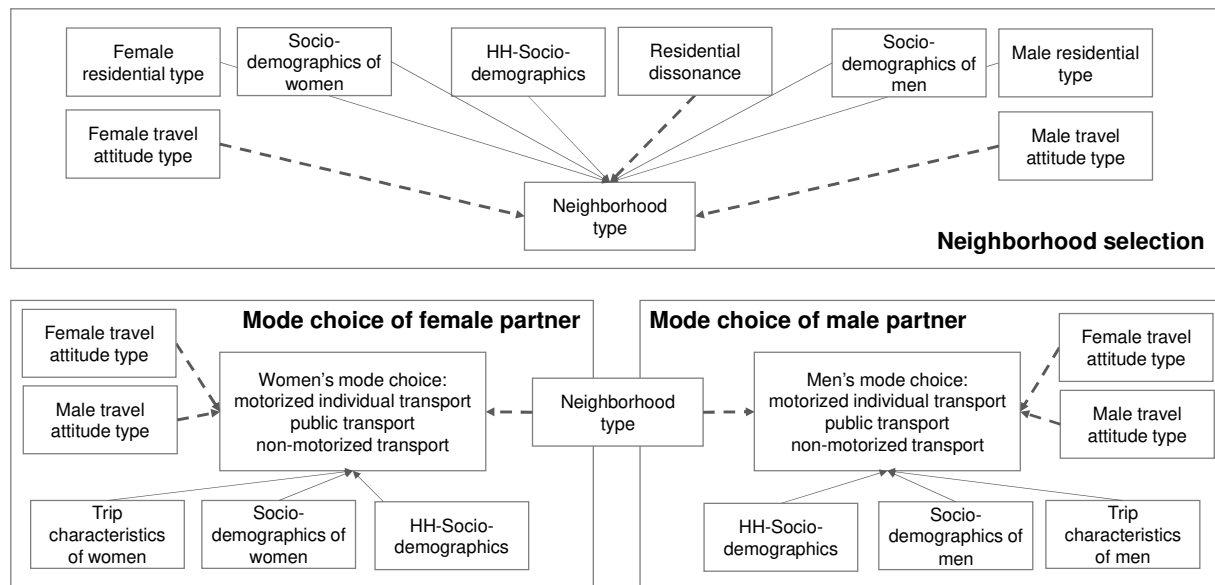 Female
residential type
Socio-
demographics of
women
HH-Socio-
demographics
Residential
dissonance
Socio-
demographics of
men
Male residential
type
Female travel
attitude type
Male travel
attitude type
Neighborhood
type
Neighborhood selection
Mode choice of female partner
Female travel
attitude type
Male travel
attitude type
Women's mode choice:
motorized individual transport
public transport
non-motorized transport
Trip
characteristics
of women
Socio-
demographics of
women
HH-Socio-
demographics
Neighborhood
type
Mode choice of male partner
Men's mode choice:
motorized individual transport
public transport
non-motorized transport
Female travel
attitude type
Male travel
attitude type
HH-Socio-
demographics
Socio-
demographics of
men
Trip
characteristics
of men